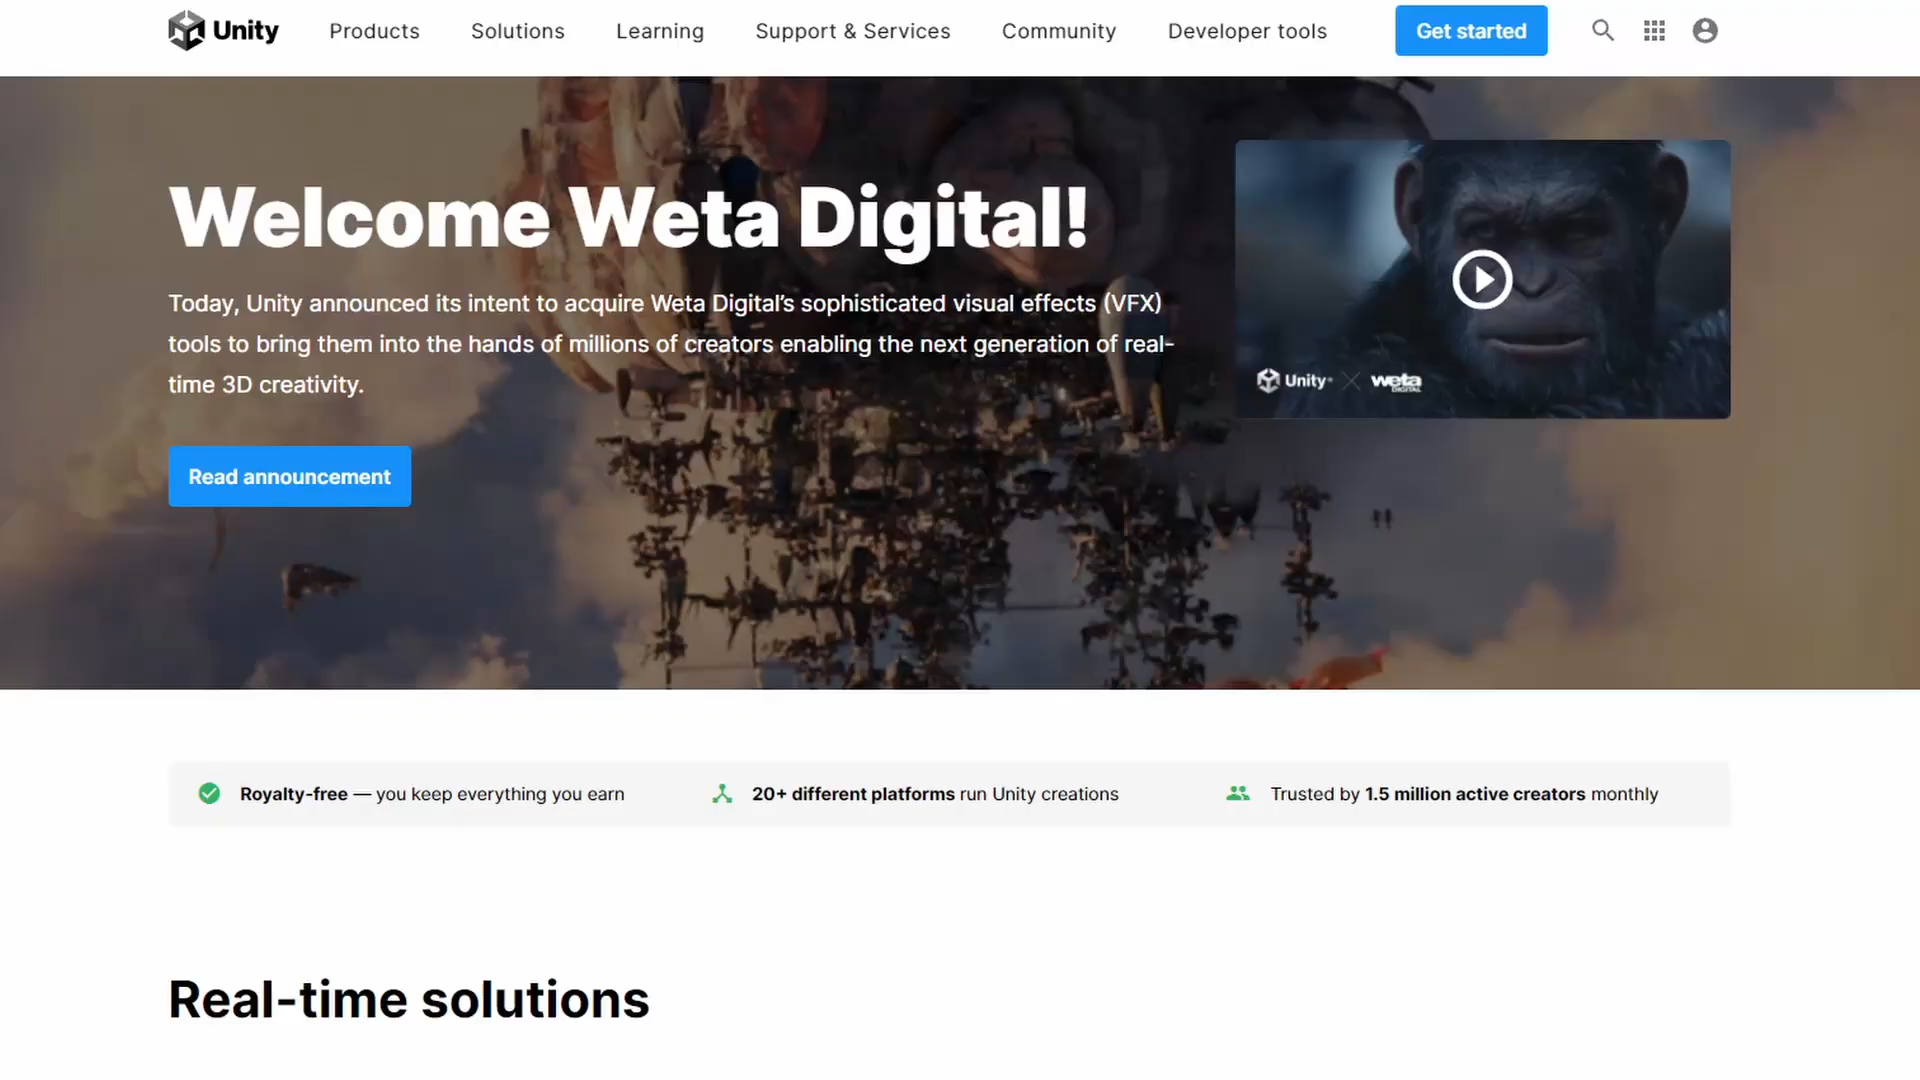 Unity Products Solutions Learning Support & Services Community Developer tools Get started
Welcome Weta Digital!
Today, Unity announced its intent to acquire Weta Digital's sophisticated visual effects (VFX)
tools to bring them into the hands of millions of creators enabling the next generation of real-
time 3D creativity.
Read announcement
Unity weta
DIGITAL
Royalty-free — you keep everything you earn
20+ different platforms run Unity creations
Trusted by 1.5 million active creators monthly
Real-time solutions